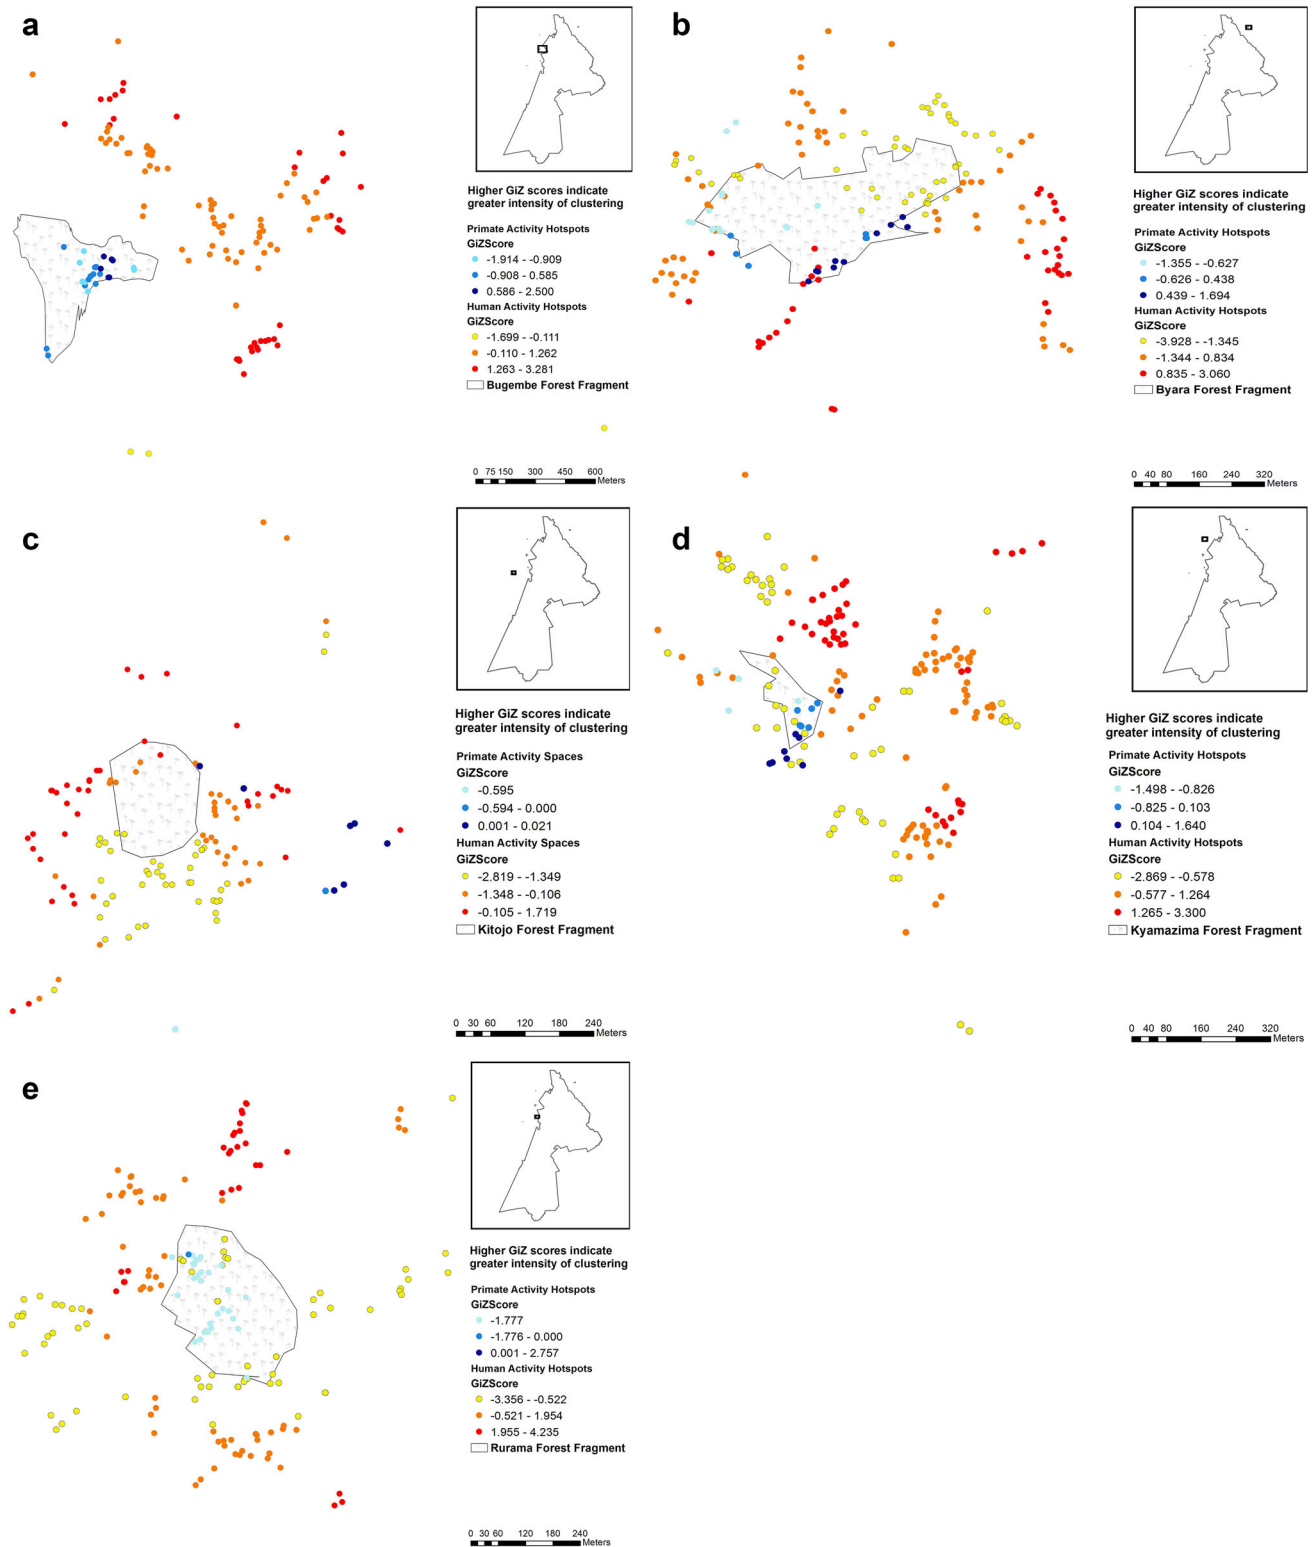 a
Higher GiZ scores indicate
greater intensity of clustering
Primate Activity Hotspots
GiZScore
-1.914 - -0.909
-0.908 - 0.585
0.586 - 2.500
Human Activity Hotspots
GiZScore
-1.699 - -0.111
-0.110 - 1.262
1.263 - 3.281
Bugembe Forest Fragment
0 75 150 300 450 600
Meters
b
Higher GiZ scores indicate
greater intensity of clustering
Primate Activity Hotspots
GiZScore
-1.355 - -0.627
-0.626 - 0.438
0.439 - 1.694
Human Activity Hotspots
GiZScore
-3.928 - -1.345
-1.344 - 0.834
0.835 - 3.060
Byara Forest Fragment
0 40 80 160 240 320
Meters
c
Higher GiZ scores indicate
greater intensity of clustering
Primate Activity Spaces
GiZScore
-0.595
-0.594 - 0.000
0.001 - 0.021
Human Activity Spaces
GiZScore
-2.819 - -1.349
-1.348 - -0.106
-0.105 - 1.719
Kitojo Forest Fragment
0 30 60 120 180 240
Meters
d
Higher GiZ scores indicate
greater intensity of clustering
Primate Activity Hotspots
GiZScore
-1.498 - -0.826
-0.825 - 0.103
0.104 - 1.640
Human Activity Hotspots
GiZScore
-2.869 - -0.578
-0.577 - 1.264
1.265 - 3.300
Kyamazima Forest Fragment
0 40 80 160 240 320
Meters
e
Higher GiZ scores indicate
greater intensity of clustering
Primate Activity Hotspots
GiZScore
-1.777
-1.776 - 0.000
0.001 - 2.757
Human Activity Hotspots
GiZScore
-3.356 - -0.522
-0.521 - 1.954
1.955 - 4.235
Rurama Forest Fragment
0 30 60 120 180 240
Meters